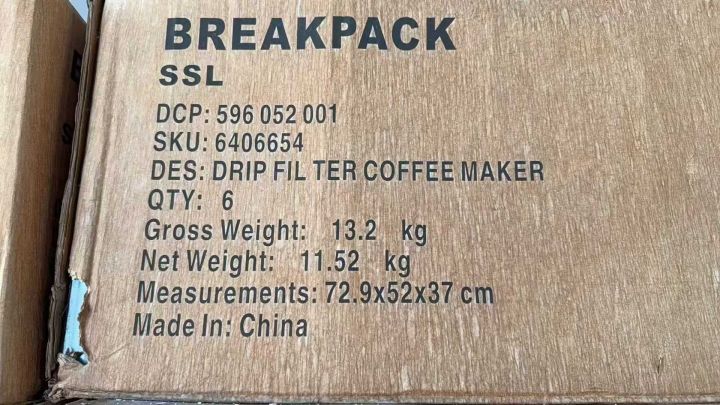 BREAKPACK
SSL
DCP: 596 052 001
SKU: 6406654
DES: DRIP FIL TER COFFEE MAKER
QTY: 6
Gross Weight: 13.2 kg
Net Weight: 11.52 kg
Measurements: 72.9x52x37 cm
Made In: China